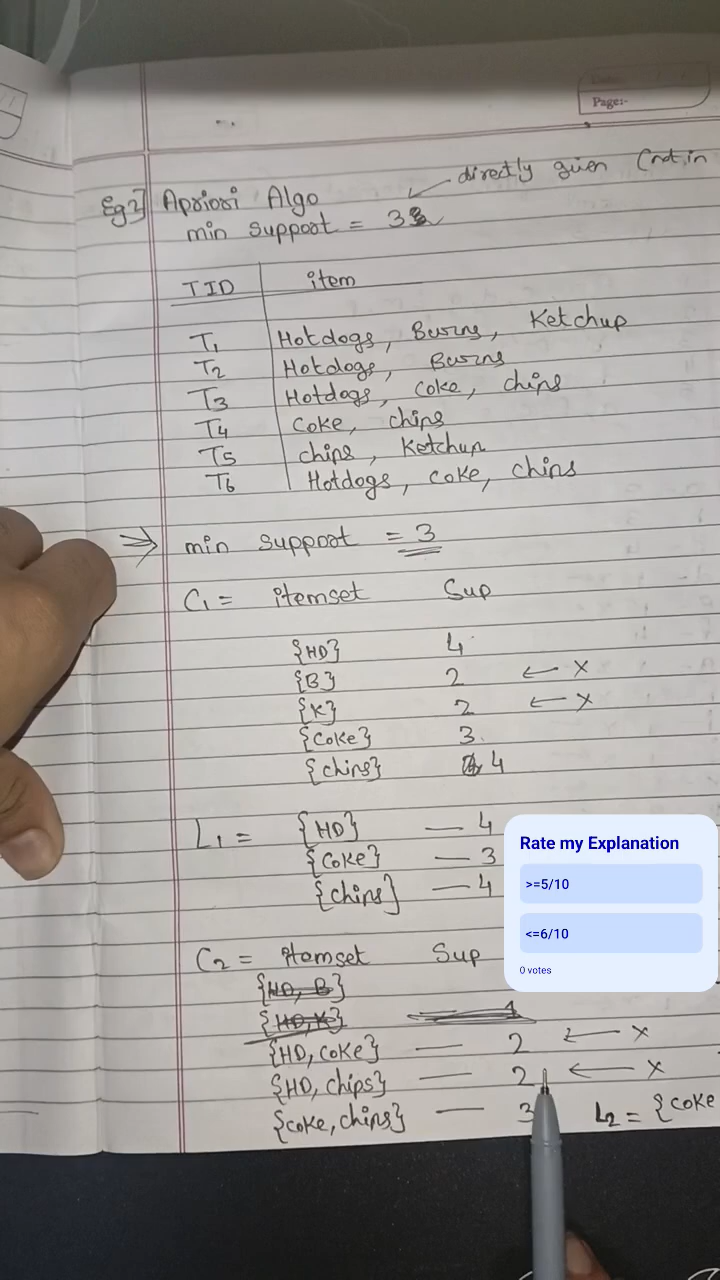 Page:-
directly given (not in
Eg2] Apriori Algo
min support = 3
TID item
T1 Hotdogs, Burns, Ketchup
T2 Hotdogs, Burns
T3 Hotdogs, coke, chips
T4 coke, chips
T5 chips, Ketchup
T6 Hotdogs, coke, chips
⇒ min support = 3
C1 = itemset Sup
{HD} 4
{B} 2 ← x
{K} 2 ← x
{coke} 3
{chips} 4
L1 = {HD} — 4
{coke} — 3
{chips} — 4
Rate my Explanation
>=5/10
<=6/10
0 votes
C2 = itemset Sup
{HD, B}
{HD, K}
{HD, coke} — 2 ← x
{HD, chips} — 2 ← x
{coke, chips} — 3 L2 = {coke